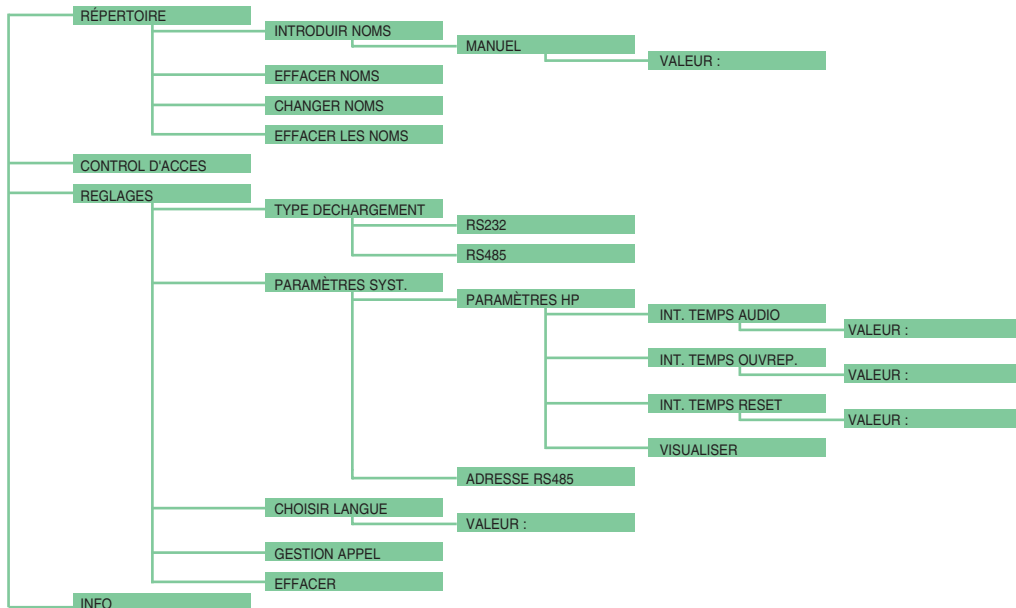 RÉPERTOIRE
INTRODUIR NOMS
MANUEL
VALEUR :
EFFACER NOMS
CHANGER NOMS
EFFACER LES NOMS
CONTROL D'ACCES
REGLAGES
TYPE DECHARGEMENT
RS232
RS485
PARAMÈTRES SYST.
PARAMÈTRES HP
INT. TEMPS AUDIO
VALEUR :
INT. TEMPS OUVREP.
VALEUR :
INT. TEMPS RESET
VALEUR :
VISUALISER
ADRESSE RS485
CHOISIR LANGUE
VALEUR :
GESTION APPEL
EFFACER
INFO